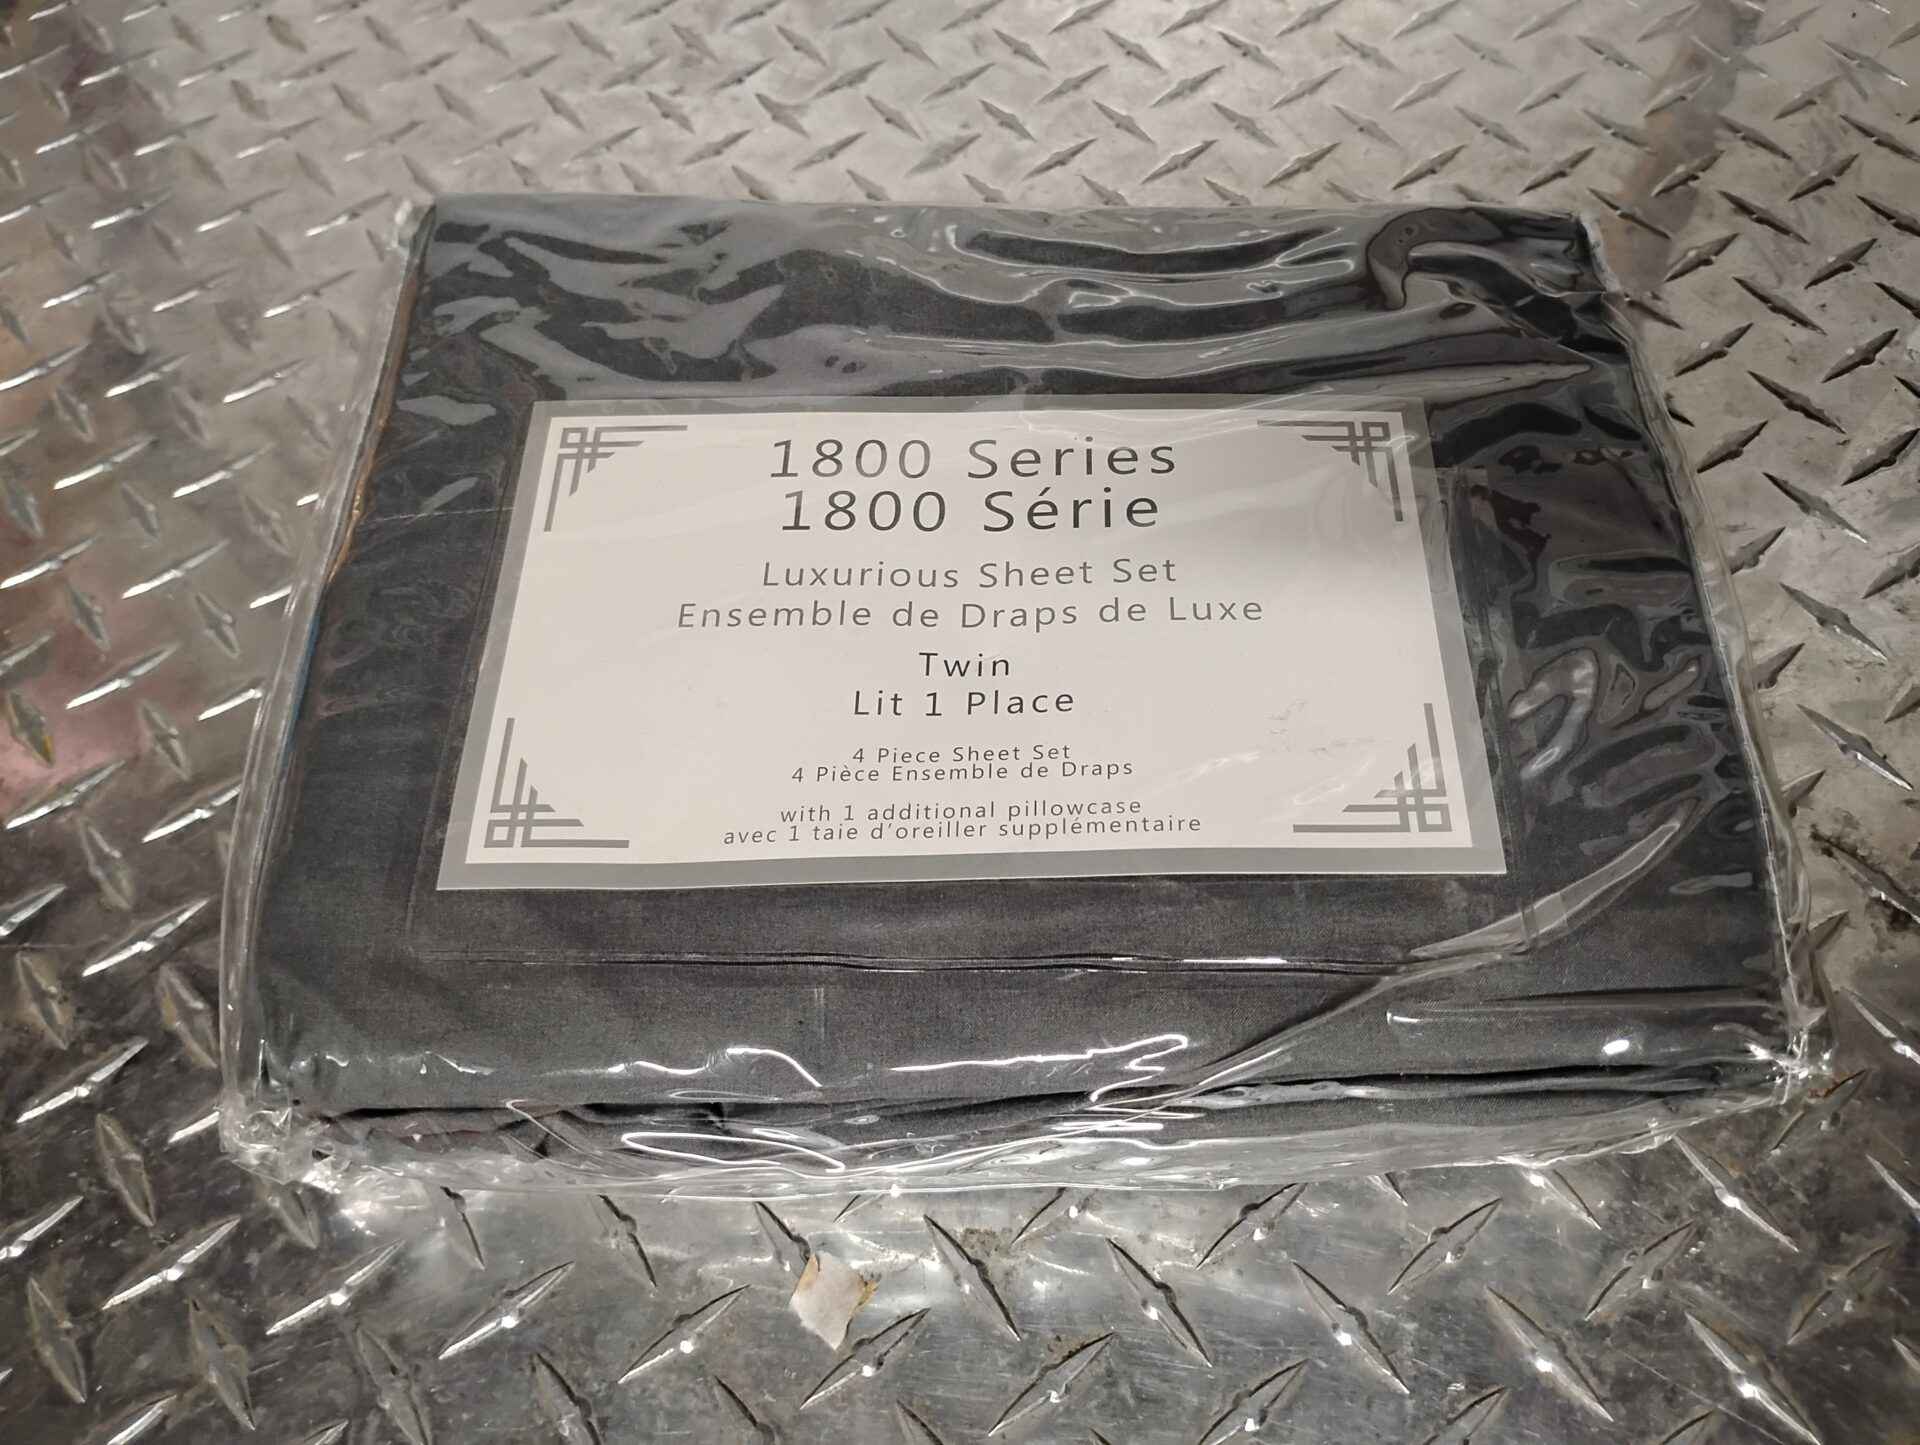 1800 Series
1800 Série
Luxurious Sheet Set
Ensemble de Draps de Luxe
Twin
Lit 1 Place
4 Piece Sheet Set
4 Pièce Ensemble de Draps
with 1 additional pillowcase
avec 1 taie d'oreiller supplémentaire